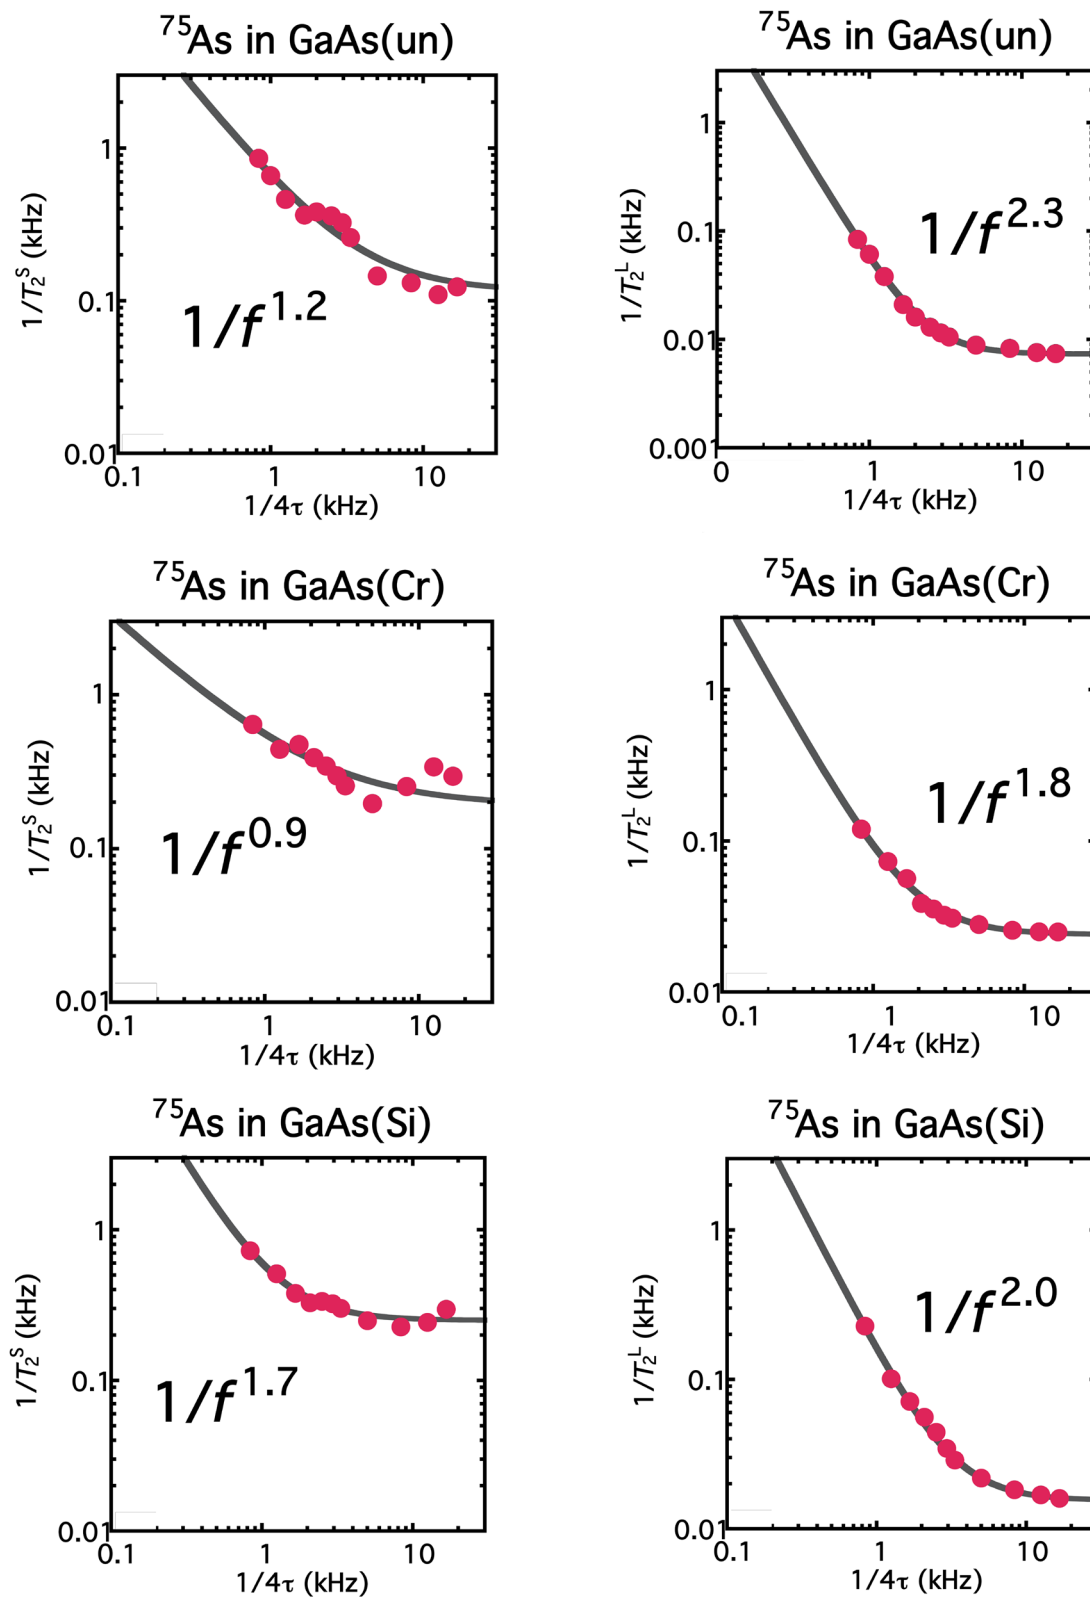 75As in GaAs(un)
1
0.1
0.01
1/T2S (kHz)
1/f1.2
0.1
1
10
1/4τ (kHz)
75As in GaAs(un)
1
0.1
0.01
0.001
1/T2L (kHz)
1/f2.3
0
1
10
1/4τ (kHz)
75As in GaAs(Cr)
1
0.1
0.01
1/T2S (kHz)
1/f0.9
0.1
1
10
1/4τ (kHz)
75As in GaAs(Cr)
1
0.1
0.01
1/T2L (kHz)
1/f1.8
0.1
1
10
1/4τ (kHz)
75As in GaAs(Si)
1
0.1
0.01
1/T2S (kHz)
1/f1.7
0.1
1
10
1/4τ (kHz)
75As in GaAs(Si)
1
0.1
0.01
1/T2L (kHz)
1/f2.0
0.1
1
10
1/4τ (kHz)